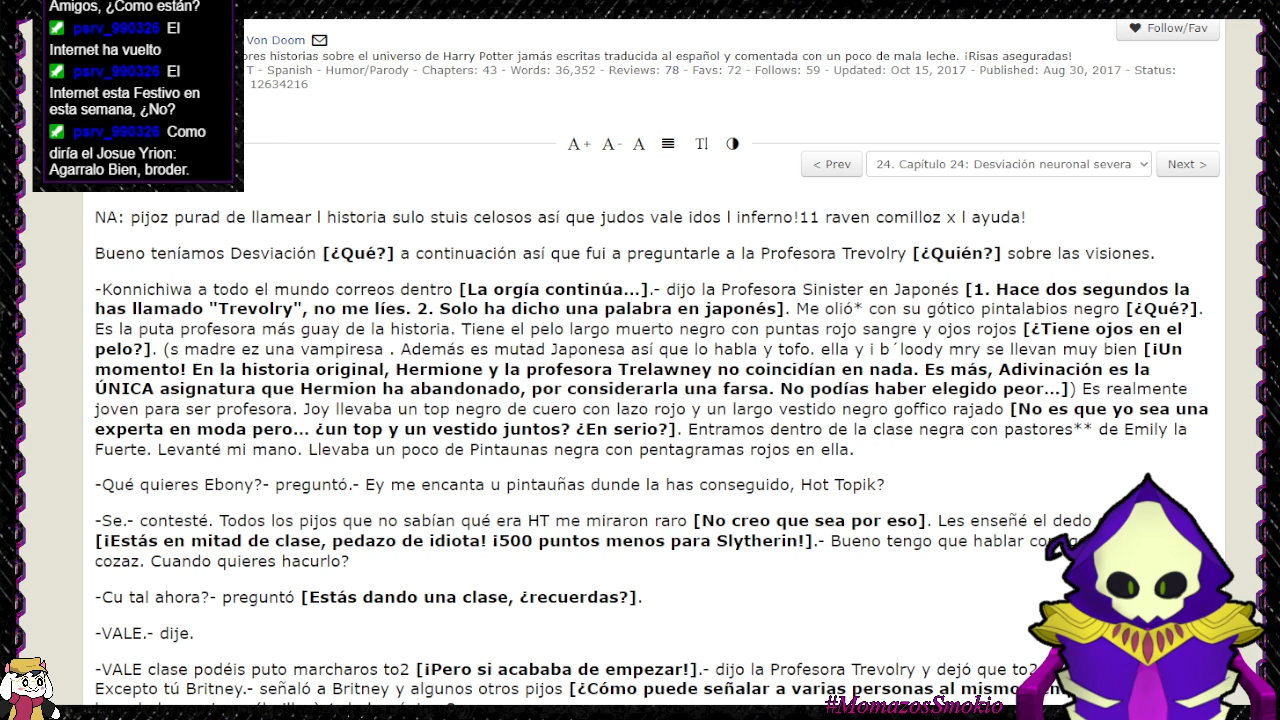 Amigos, ¿Como están?
psrv_990326 El
Internet ha vuelto
psrv_990326 El
Internet esta Festivo en
esta semana, ¿No?
psrv_990326 Como
diría el Josue Yrion:
Agarralo Bien, broder.
Follow/Fav
Von Doom
ores historias sobre el universo de Harry Potter jamás escritas traducida al español y comentada con un poco de mala leche. ¡Risas aseguradas!
T - Spanish - Humor/Parody - Chapters: 43 - Words: 36,352 - Reviews: 78 - Favs: 72 - Follows: 59 - Updated: Oct 15, 2017 - Published: Aug 30, 2017 - Status:
12634216
A+ A- A
< Prev 24. Capítulo 24: Desviación neuronal severa Next >
NA: pijoz purad de llamear l historia sulo stuis celosos así que judos vale idos l inferno!11 raven comilloz x l ayuda!
Bueno teníamos Desviación [¿Qué?] a continuación así que fui a preguntarle a la Profesora Trevolry [¿Quién?] sobre las visiones.
-Konnichiwa a todo el mundo correos dentro [La orgía continúa...].- dijo la Profesora Sinister en Japonés [1. Hace dos segundos la
has llamado "Trevolry", no me líes. 2. Solo ha dicho una palabra en japonés]. Me olió* con su gótico pintalabios negro [¿Qué?].
Es la puta profesora más guay de la historia. Tiene el pelo largo muerto negro con puntas rojo sangre y ojos rojos [¿Tiene ojos en el
pelo?]. (s madre ez una vampiresa . Además es mutad Japonesa así que lo habla y tofo. ella y i b´loody mry se llevan muy bien [¡Un
momento! En la historia original, Hermione y la profesora Trelawney no coincidían en nada. Es más, Adivinación es la
ÚNICA asignatura que Hermion ha abandonado, por considerarla una farsa. No podías haber elegido peor...]) Es realmente
joven para ser profesora. Joy llevaba un top negro de cuero con lazo rojo y un largo vestido negro goffico rajado [No es que yo sea una
experta en moda pero... ¿un top y un vestido juntos? ¿En serio?]. Entramos dentro de la clase negra con pastores** de Emily la
Fuerte. Levanté mi mano. Llevaba un poco de Pintaunas negra con pentagramas rojos en ella.
-Qué quieres Ebony?- preguntó.- Ey me encanta u pintauñas dunde la has conseguido, Hot Topik?
-Se.- contesté. Todos los pijos que no sabían qué era HT me miraron raro [No creo que sea por eso]. Les enseñé el dedo
[¡Estás en mitad de clase, pedazo de idiota! ¡500 puntos menos para Slytherin!].- Bueno tengo que hablar
cozaz. Cuando quieres hacurlo?
-Cu tal ahora?- preguntó [Estás dando una clase, ¿recuerdas?].
-VALE.- dije.
-VALE clase podéis puto marcharos to2 [¡Pero si acababa de empezar!].- dijo la Profesora Trevolry y dejó que to2
Excepto tú Britney.- señaló a Britney y algunos otros pijos [¿Cómo puede señalar a varias personas al mismo
#MomazosSmokio